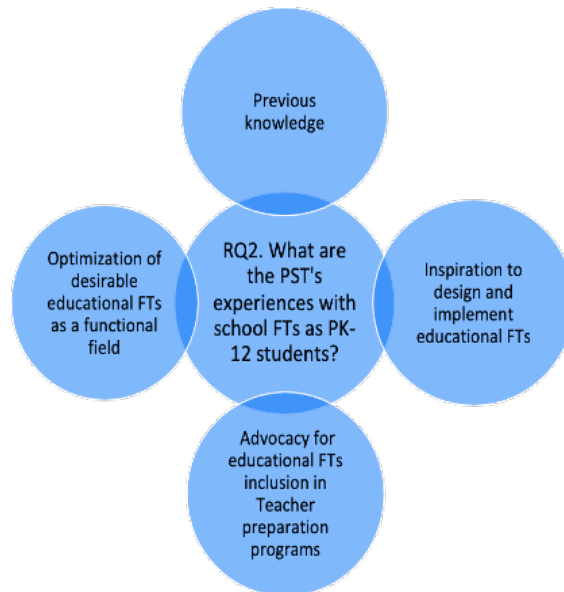 Previous
knowledge
Optimization of
desirable
educational FTs
as a functional
field
RQ2. What are
the PST's
experiences with
school FTs as PK-
12 students?
Inspiration to
design and
implement
educational FTs
Advocacy for
educational FTs
inclusion in
Teacher
preparation
programs